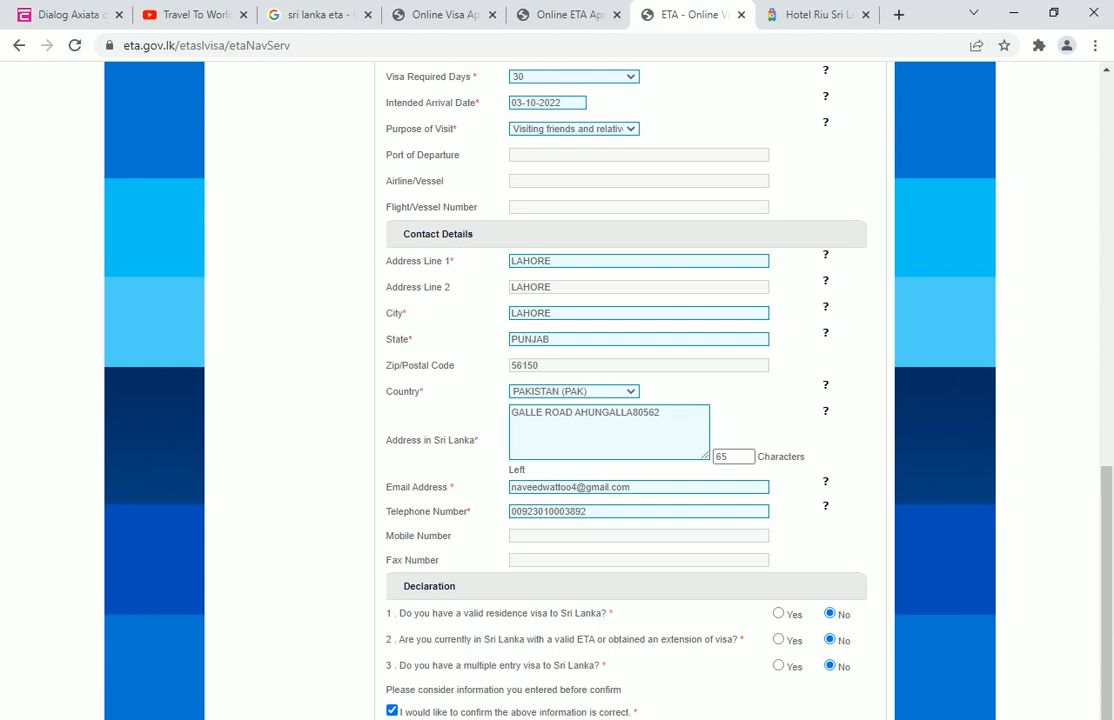 Dialog Axiata
Travel To Worl
sri lanka eta - G
Online Visa Ap
Online ETA Ap
ETA - Online V
Hotel Riu Sri L
eta.gov.lk/etaslvisa/etaNavServ
Visa Required Days * 30 ?
Intended Arrival Date* 03-10-2022 ?
Purpose of Visit* Visiting friends and relativ ?
Port of Departure
Airline/Vessel
Flight/Vessel Number
Contact Details
Address Line 1* LAHORE ?
Address Line 2 LAHORE ?
City* LAHORE ?
State* PUNJAB ?
Zip/Postal Code 56150
Country* PAKISTAN (PAK) ?
Address in Sri Lanka* GALLE ROAD AHUNGALLA80562 ?
65 Characters
Left
Email Address * naveedwattoo4@gmail.com ?
Telephone Number* 00923010003892 ?
Mobile Number
Fax Number
Declaration
1 . Do you have a valid residence visa to Sri Lanka? * Yes No
2 . Are you currently in Sri Lanka with a valid ETA or obtained an extension of visa? * Yes No
3 . Do you have a multiple entry visa to Sri Lanka? * Yes No
Please consider information you entered before confirm
I would like to confirm the above information is correct. *